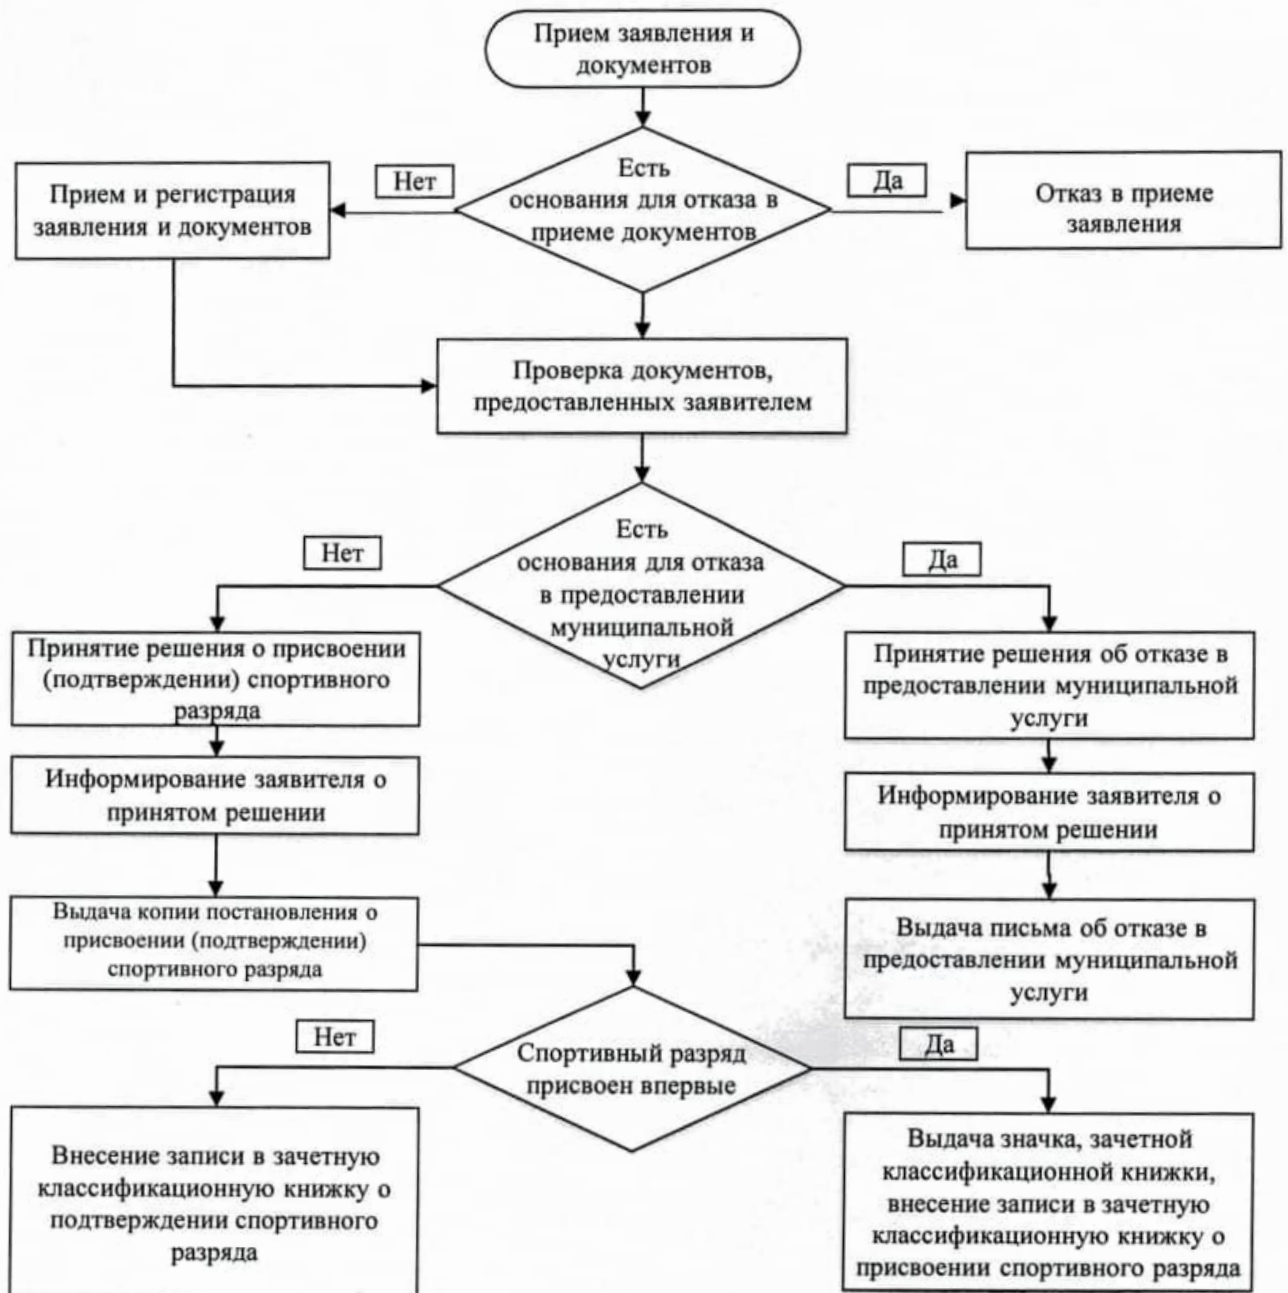 Прием заявления и
документов
Есть
основания для отказа в
приеме документов
Нет
Да
Прием и регистрация
заявления и документов
Отказ в приеме
заявления
Проверка документов,
предоставленных заявителем
Есть
основания для отказа
в предоставлении
муниципальной
услуги
Нет
Да
Принятие решения о присвоении
(подтверждении) спортивного
разряда
Принятие решения об отказе в
предоставлении муниципальной
услуги
Информирование заявителя о
принятом решении
Информирование заявителя о
принятом решении
Выдача копии постановления о
присвоении (подтверждении)
спортивного разряда
Выдача письма об отказе в
предоставлении муниципальной
услуги
Спортивный разряд
присвоен впервые
Нет
Да
Внесение записи в зачетную
классификационную книжку о
подтверждении спортивного
разряда
Выдача значка, зачетной
классификационной книжки,
внесение записи в зачетную
классификационную книжку о
присвоении спортивного разряда